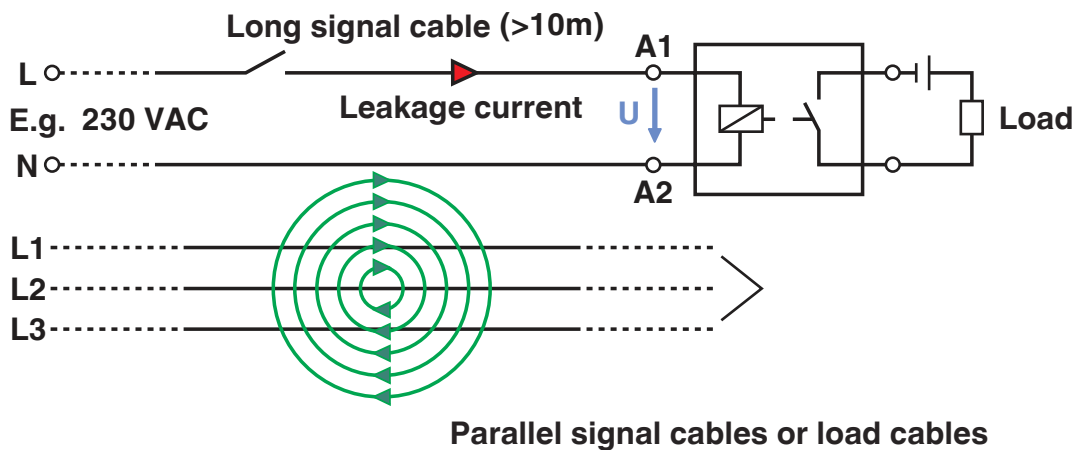 Long signal cable (>10m)
A1
L
Leakage current
U
Load
E.g. 230 VAC
N
A2
L1
L2
L3
Parallel signal cables or load cables